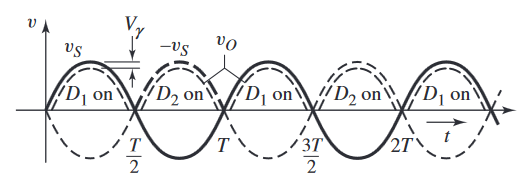 v
v_S
V_γ
−v_S
v_O
D₁ on
D₂ on
D₁ on
D₂ on
D₁ on
T/2
T
3T/2
2T
t